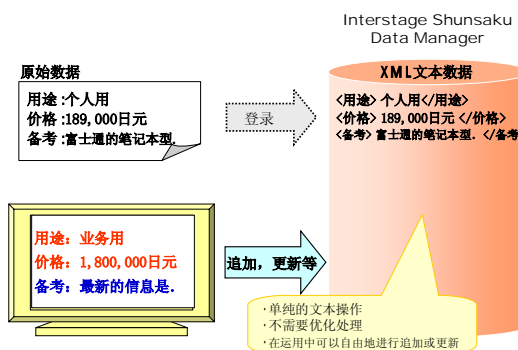 Interstage Shunsaku
Data Manager
原始数据
用途:个人用
价格:189,000日元
备考:富士通的笔记本型.
登录
XML文本数据
<用途> 个人用</用途>
<价格> 189,000日元 </价格>
<备考> 富士通的笔记本型. </备考
用途: 业务用
价格: 1,800,000日元
备考: 最新的信息是.
追加, 更新等
·单纯的文本操作
·不需要优化处理
·在运用中可以自由地进行追加或更新